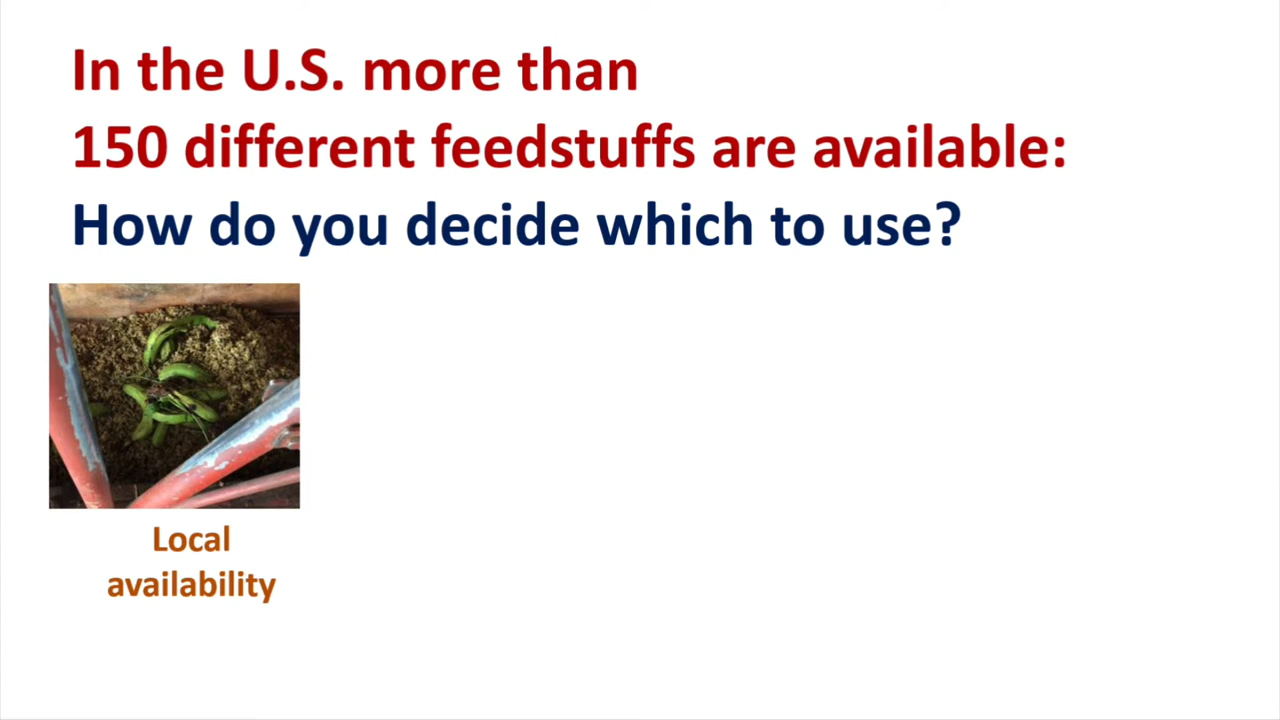 In the U.S. more than
150 different feedstuffs are available:
How do you decide which to use?
Local
availability